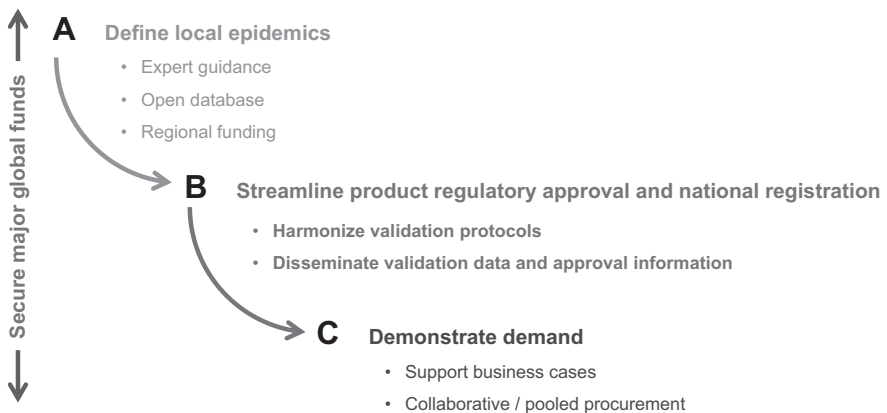 Secure major global funds
A Define local epidemics
• Expert guidance
• Open database
• Regional funding
B Streamline product regulatory approval and national registration
• Harmonize validation protocols
• Disseminate validation data and approval information
C Demonstrate demand
• Support business cases
• Collaborative / pooled procurement